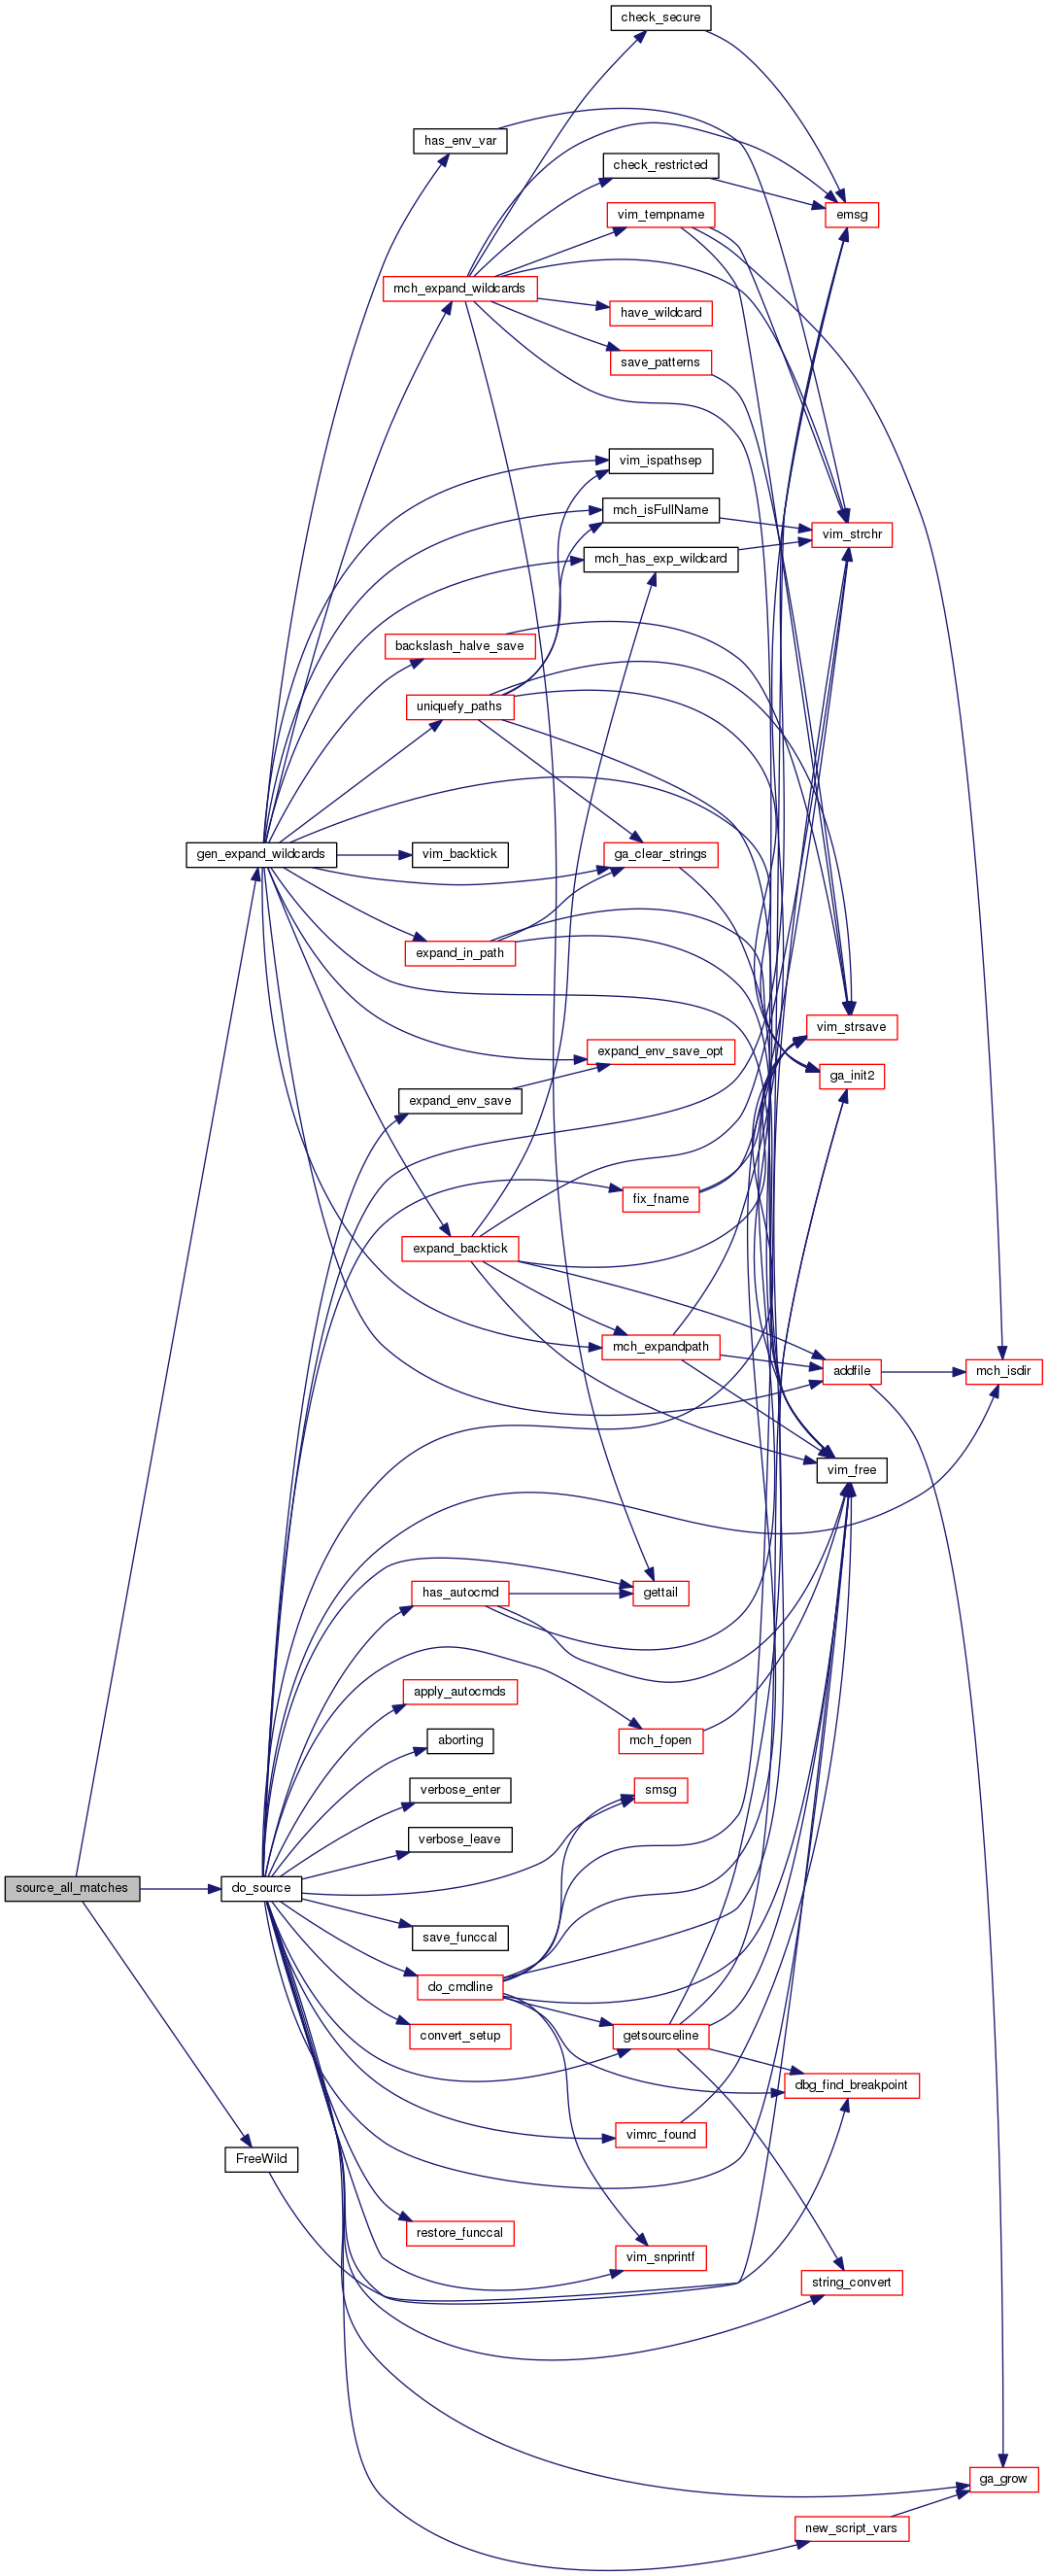 check_secure
has_env_var
check_restricted
vim_tempname
emsg
mch_expand_wildcards
have_wildcard
save_patterns
vim_ispathsep
mch_isFullName
vim_strchr
mch_has_exp_wildcard
backslash_halve_save
uniquefy_paths
gen_expand_wildcards
vim_backtick
ga_clear_strings
expand_in_path
vim_strsave
expand_env_save_opt
ga_init2
expand_env_save
fix_fname
expand_backtick
mch_expandpath
addfile
mch_isdir
vim_free
has_autocmd
gettail
apply_autocmds
aborting
mch_fopen
verbose_enter
smsg
verbose_leave
source_all_matches
do_source
save_funccal
do_cmdline
convert_setup
getsourceline
dbg_find_breakpoint
vimrc_found
FreeWild
restore_funccal
vim_snprintf
string_convert
ga_grow
new_script_vars